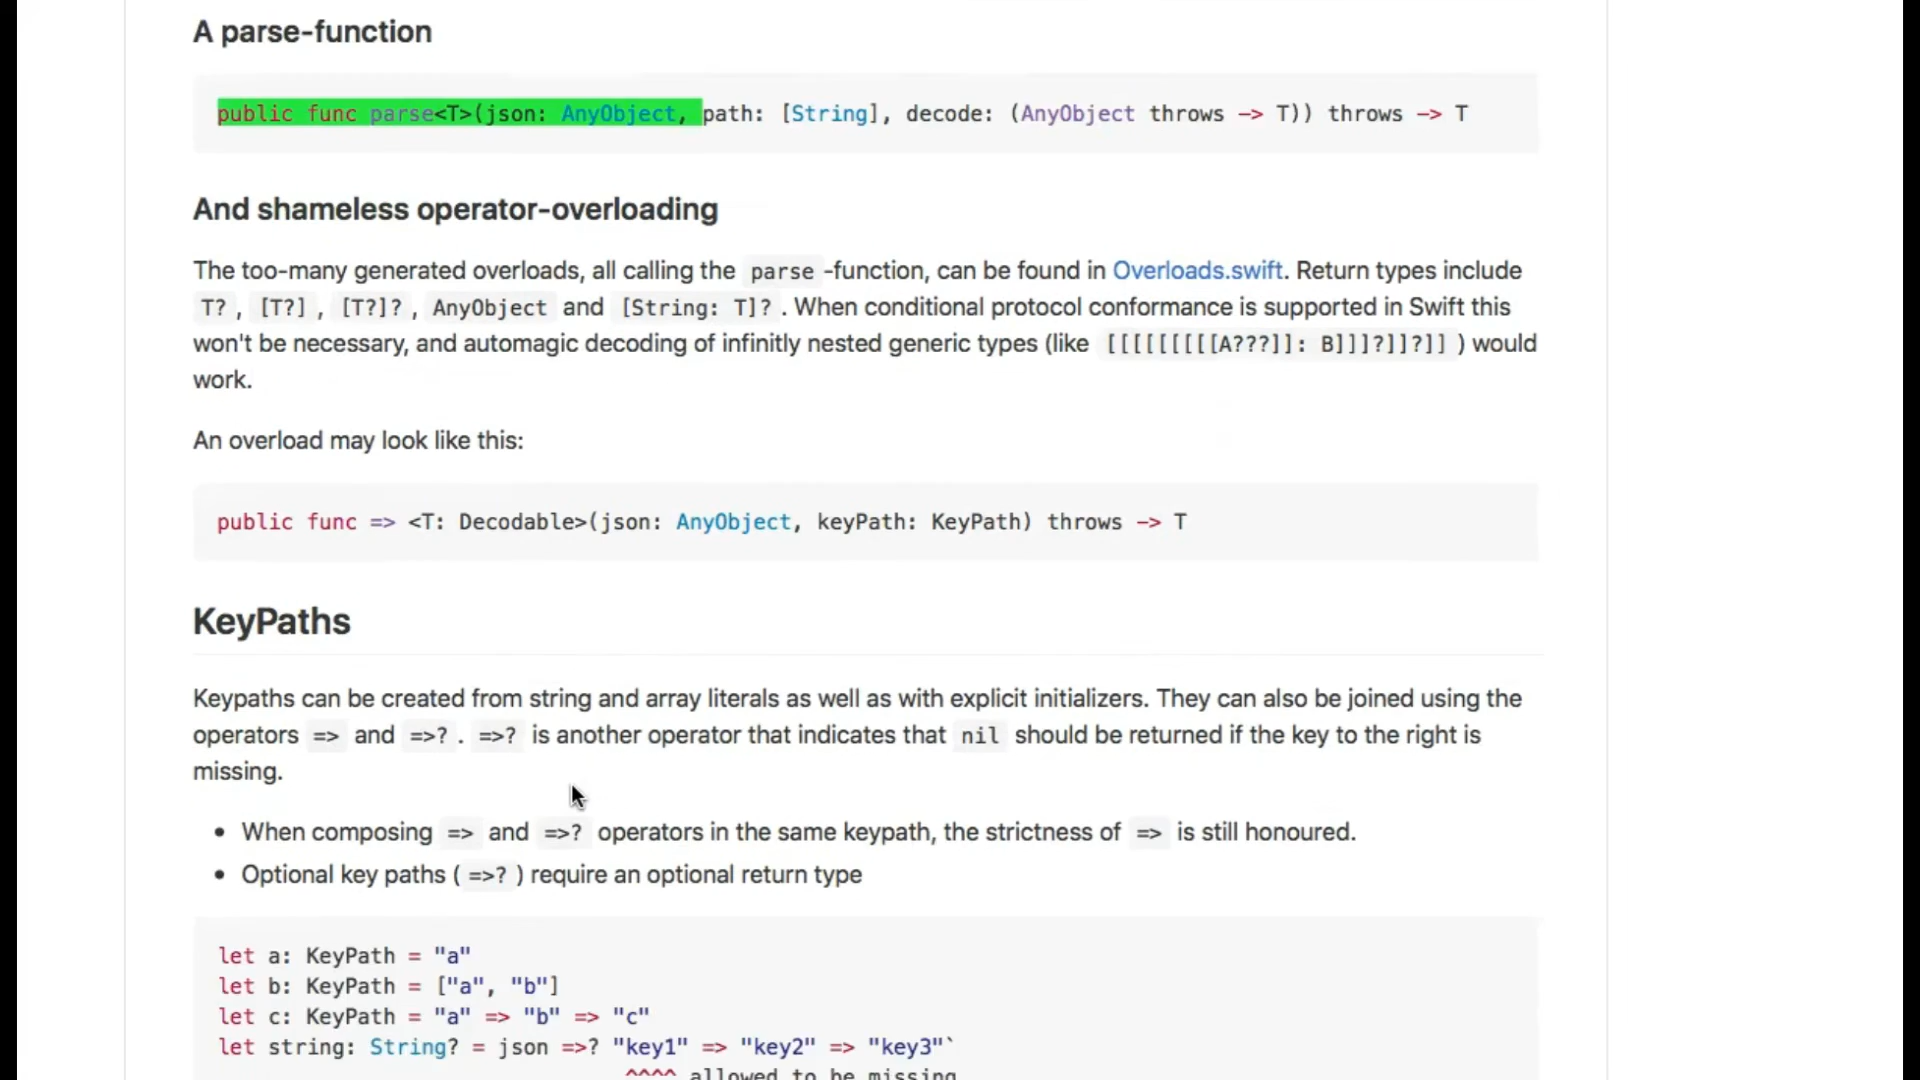 A parse-function
public func parse<T>(json: AnyObject, path: [String], decode: (AnyObject throws -> T)) throws -> T
And shameless operator-overloading
The too-many generated overloads, all calling the parse -function, can be found in Overloads.swift. Return types include
T? , [T?] , [T?]? , AnyObject and [String: T]? . When conditional protocol conformance is supported in Swift this
won't be necessary, and automagic decoding of infinitly nested generic types (like [[[[[[[[[A???]]: B]]]?]]?]] ) would
work.
An overload may look like this:
public func => <T: Decodable>(json: AnyObject, keyPath: KeyPath) throws -> T
KeyPaths
Keypaths can be created from string and array literals as well as with explicit initializers. They can also be joined using the
operators => and =>? . =>? is another operator that indicates that nil should be returned if the key to the right is
missing.
• When composing => and =>? operators in the same keypath, the strictness of => is still honoured.
• Optional key paths ( =>? ) require an optional return type
let a: KeyPath = "a"
let b: KeyPath = ["a", "b"]
let c: KeyPath = "a" => "b" => "c"
let string: String? = json =>? "key1" => "key2" => "key3"`
^^^^ allowed to be missing